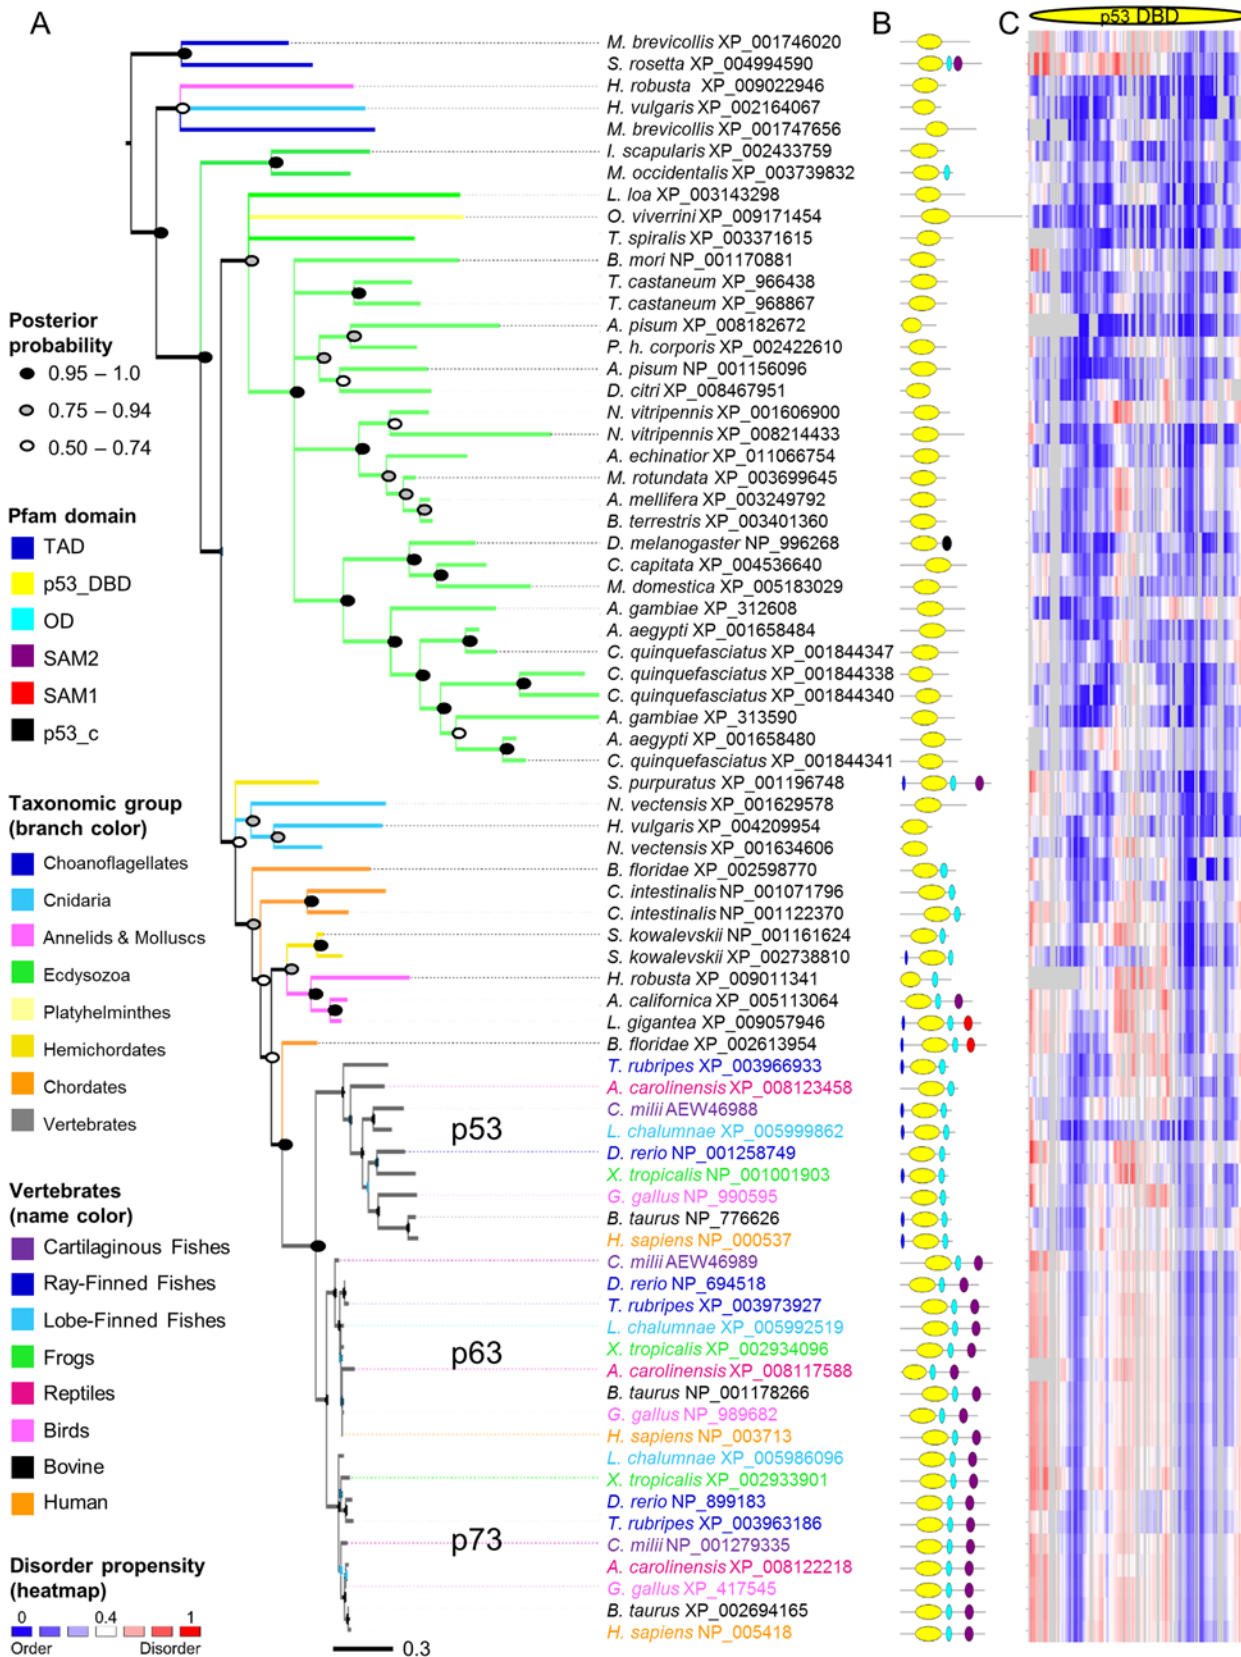 A
B
C
p53 DBD
M. brevicollis XP_001746020
S. rosetta XP_004994590
H. robusta XP_009022946
H. vulgaris XP_002164067
M. brevicollis XP_001747656
I. scapularis XP_002433759
M. occidentalis XP_003739832
L. loa XP_003143298
O. viverrini XP_009171454
T. spiralis XP_003371615
B. mori NP_001170881
T. castaneum XP_966438
T. castaneum XP_968867
A. pisum XP_008182672
P. h. corporis XP_002422610
A. pisum NP_001156096
D. citri XP_008467951
N. vitripennis XP_001606900
N. vitripennis XP_008214433
A. echinatior XP_011066754
M. rotundata XP_003699645
A. mellifera XP_003249792
B. terrestris XP_003401360
D. melanogaster NP_996268
C. capitata XP_004536640
M. domestica XP_005183029
A. gambiae XP_312608
A. aegypti XP_001658484
C. quinquefasciatus XP_001844347
C. quinquefasciatus XP_001844338
C. quinquefasciatus XP_001844340
A. gambiae XP_313590
A. aegypti XP_001658480
C. quinquefasciatus XP_001844341
S. purpuratus XP_001196748
N. vectensis XP_001629578
H. vulgaris XP_004209954
N. vectensis XP_001634606
B. floridae XP_002598770
C. intestinalis NP_001071796
C. intestinalis NP_001122370
S. kowalevskii NP_001161624
S. kowalevskii XP_002738810
H. robusta XP_009011341
A. californica XP_005113064
L. gigantea XP_009057946
B. floridae XP_002613954
T. rubripes XP_003966933
A. carolinensis XP_008123458
C. milii AEW46988
L. chalumnae XP_005999862
D. rerio NP_001258749
X. tropicalis NP_001001903
G. gallus NP_990595
B. taurus NP_776626
H. sapiens NP_000537
C. milii AEW46989
D. rerio NP_694518
T. rubripes XP_003973927
L. chalumnae XP_005992519
X. tropicalis XP_002934096
A. carolinensis XP_008117588
B. taurus NP_001178266
G. gallus NP_989682
H. sapiens NP_003713
L. chalumnae XP_005986096
X. tropicalis XP_002933901
D. rerio NP_899183
T. rubripes XP_003963186
C. milii NP_001279335
A. carolinensis XP_008122218
G. gallus XP_417545
B. taurus XP_002694165
H. sapiens NP_005418
p53
p63
p73
0.3
Posterior
probability
0.95 – 1.0
0.75 – 0.94
0.50 – 0.74
Pfam domain
TAD
p53_DBD
OD
SAM2
SAM1
p53_c
Taxonomic group
(branch color)
Choanoflagellates
Cnidaria
Annelids & Molluscs
Ecdysozoa
Platyhelminthes
Hemichordates
Chordates
Vertebrates
Vertebrates
(name color)
Cartilaginous Fishes
Ray-Finned Fishes
Lobe-Finned Fishes
Frogs
Reptiles
Birds
Bovine
Human
Disorder propensity
(heatmap)
0 0.4 1
Order Disorder